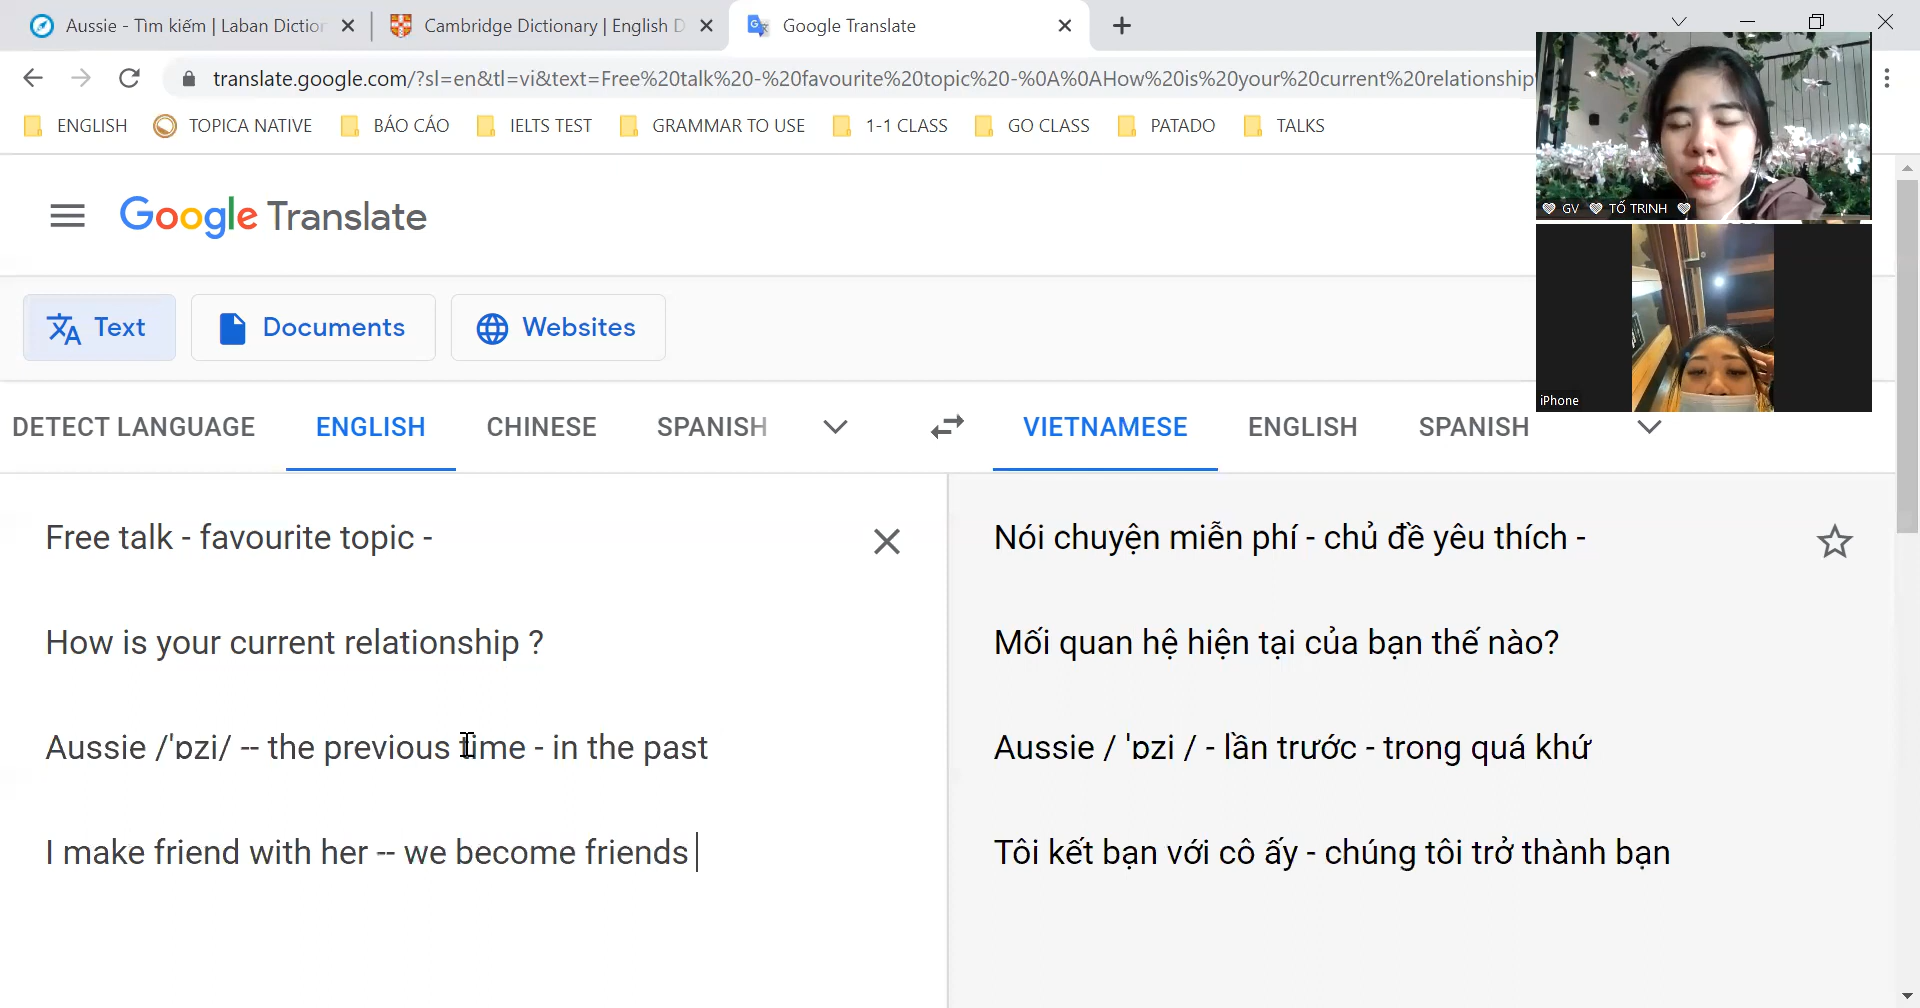 Aussie - Tìm kiếm | Laban Diction
Cambridge Dictionary | English D
Google Translate
translate.google.com/?sl=en&tl=vi&text=Free%20talk%20-%20favourite%20topic%20-%0A%0AHow%20is%20your%20current%20relationship
ENGLISH
TOPICA NATIVE
BÁO CÁO
IELTS TEST
GRAMMAR TO USE
1-1 CLASS
GO CLASS
PATADO
TALKS
GV TỐ TRINH
iPhone
Google Translate
Text
Documents
Websites
DETECT LANGUAGE
ENGLISH
CHINESE
SPANISH
VIETNAMESE
ENGLISH
SPANISH
Free talk - favourite topic -
How is your current relationship ?
Aussie /'ɒzi/ -- the previous time - in the past
I make friend with her -- we become friends
Nói chuyện miễn phí - chủ đề yêu thích -
Mối quan hệ hiện tại của bạn thế nào?
Aussie / 'ɒzi / - lần trước - trong quá khứ
Tôi kết bạn với cô ấy - chúng tôi trở thành bạn